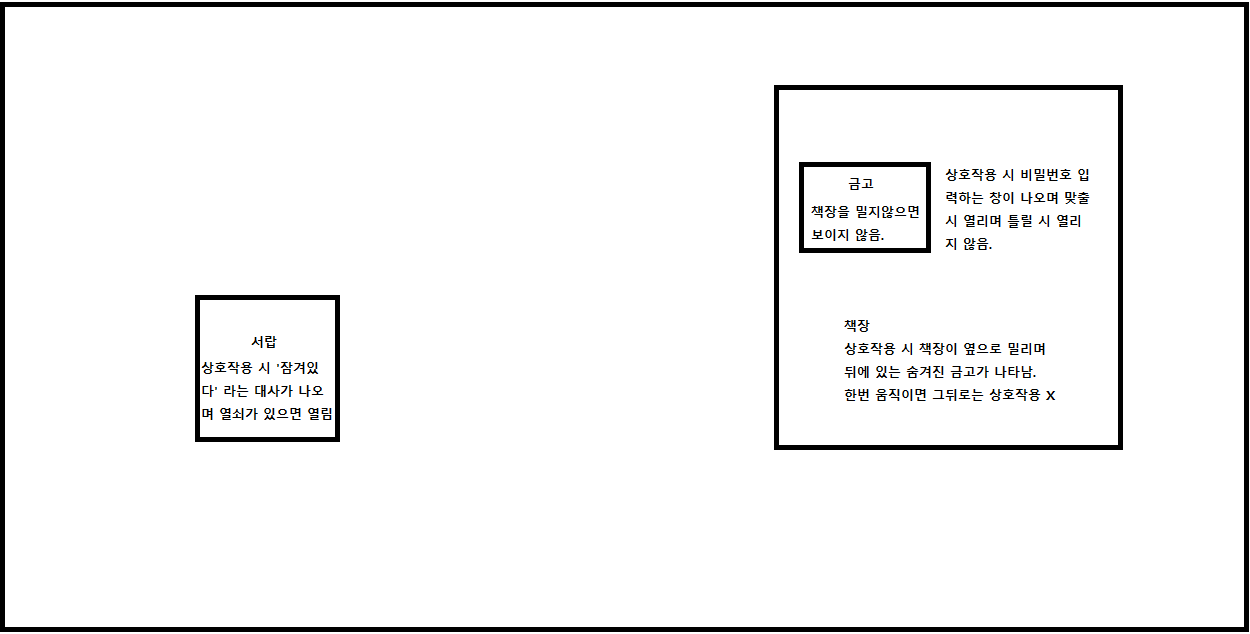 서랍
상호작용 시 '잠겨있
다' 라는 대사가 나오
며 열쇠가 있으면 열림
금고
책장을 밀지않으면
보이지 않음.
상호작용 시 비밀번호 입
력하는 창이 나오며 맞출
시 열리며 틀릴 시 열리
지 않음.
책장
상호작용 시 책장이 옆으로 밀리며
뒤에 있는 숨겨진 금고가 나타남.
한번 움직이면 그뒤로는 상호작용 X